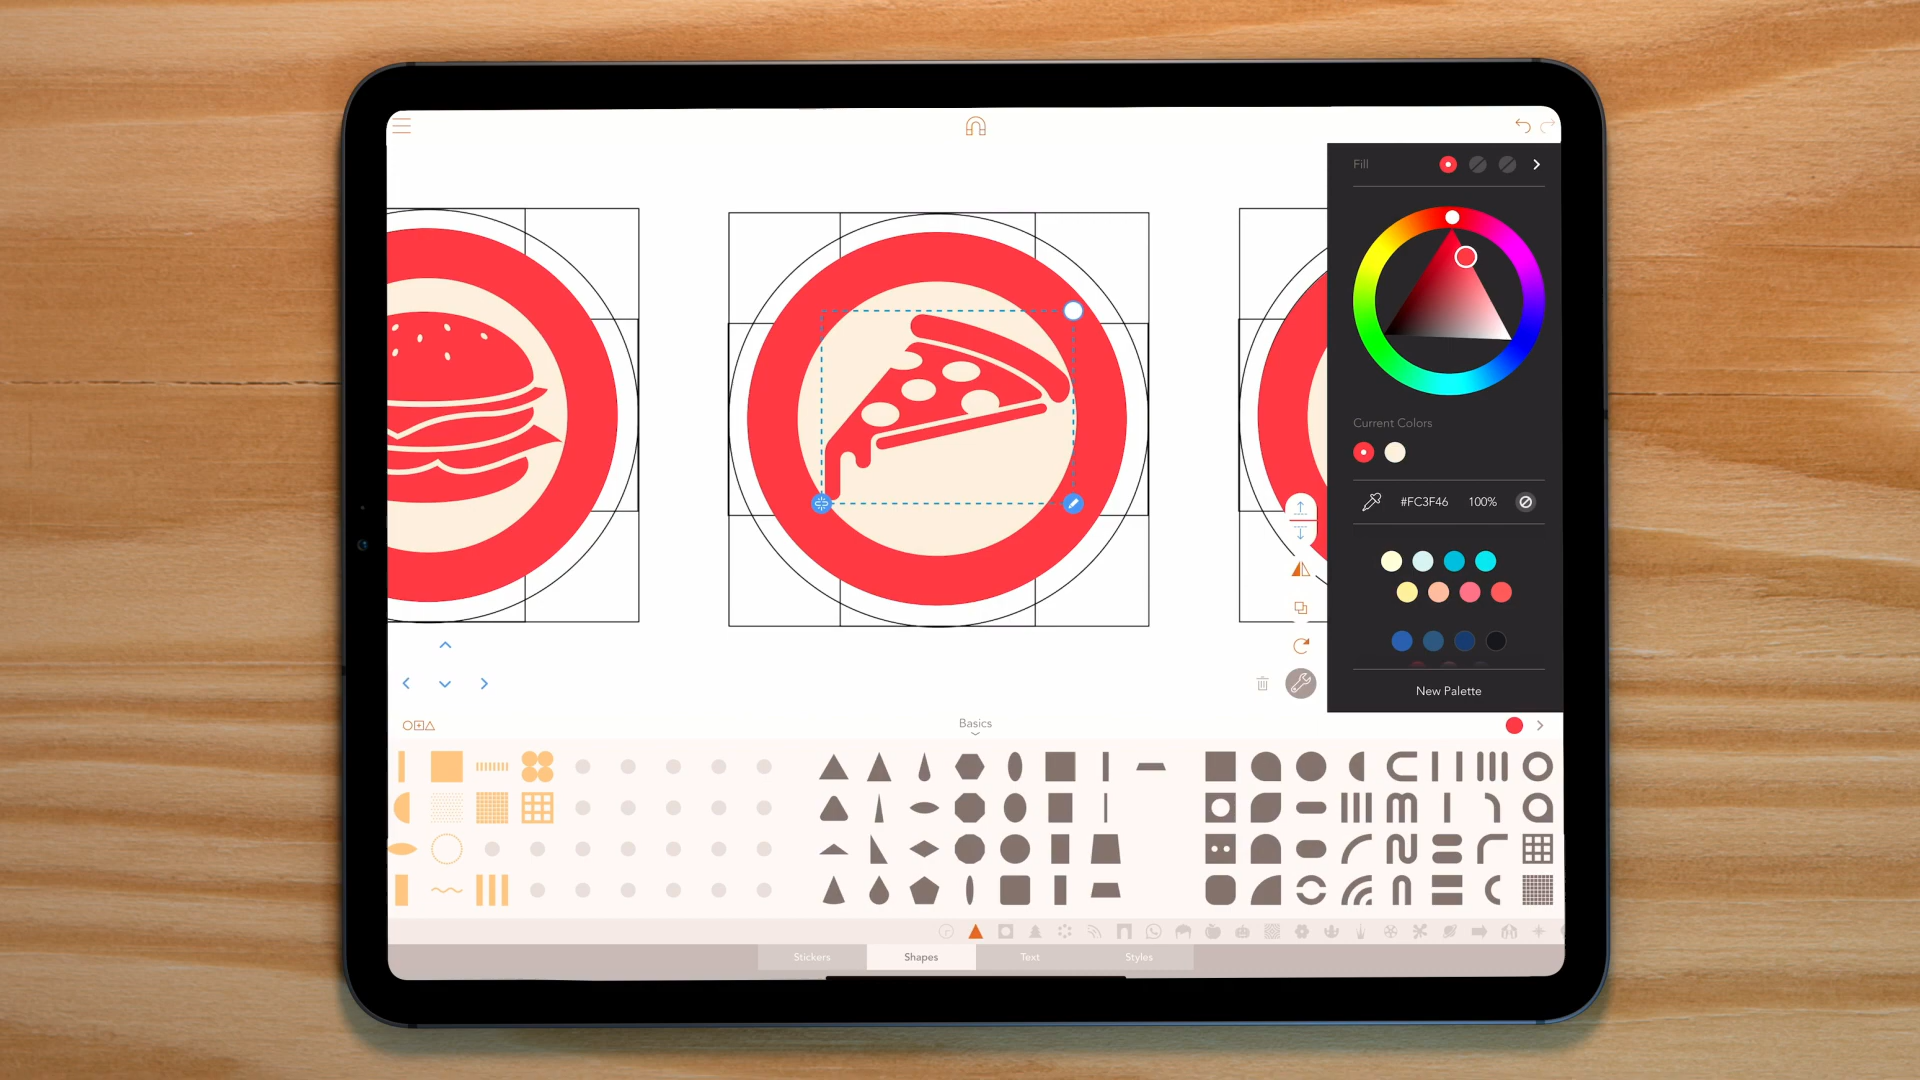 Fill
Current Colors
#FC3F46 100%
New Palette
Basics
Stickers Shapes Text Styles